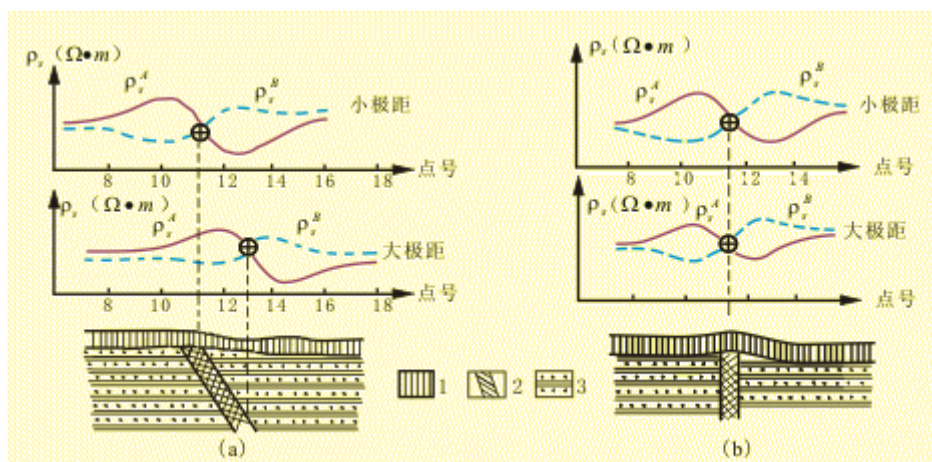 ρs (Ω•m)
ρsA
ρsB
小极距
8 10 12 14 16 18
点号
ρs (Ω•m)
ρsA
ρsB
大极距
8 10 12 14 16 18
点号
(a)
1 2 3
ρs(Ω•m)
ρsA
ρsB
小极距
8 10 12 14
点号
ρs(Ω•m)
ρsA
ρsB
大极距
点号
(b)